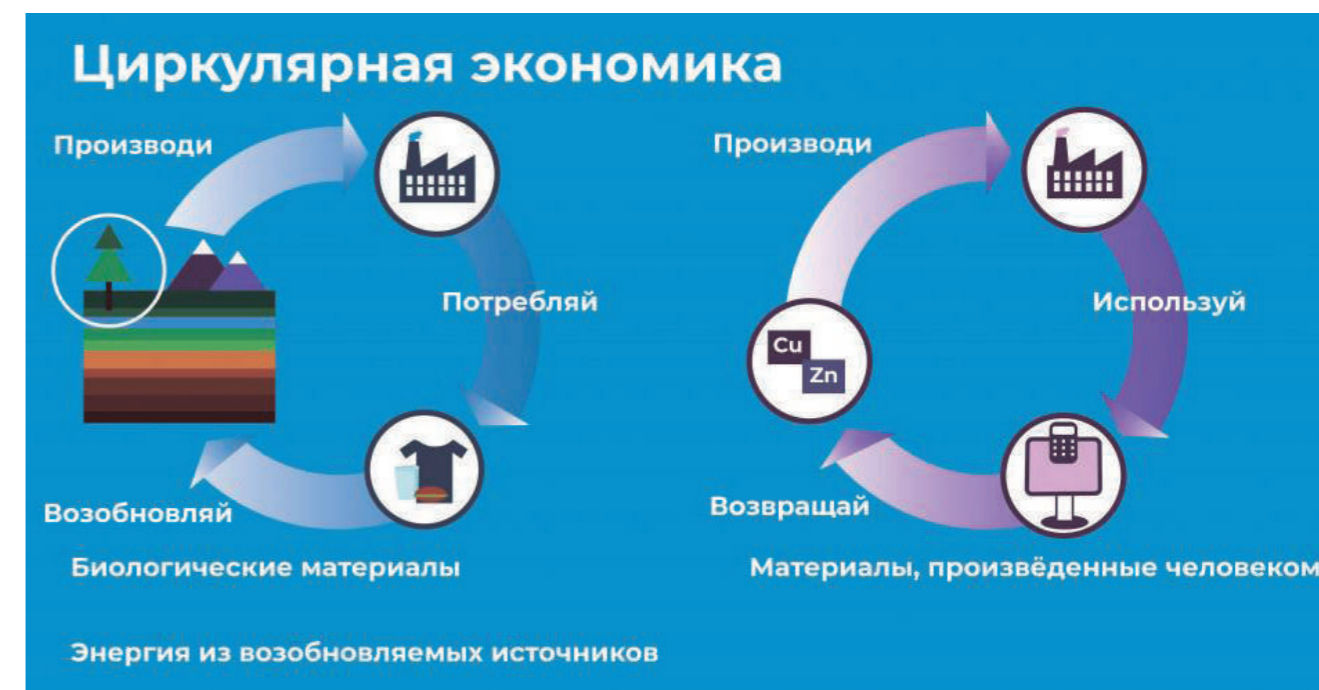 Циркулярная экономика
Производи
Потребляй
Возобновляй
Биологические материалы
Производи
Используй
Cu
Zn
Возвращай
Материалы, произведённые человеком
Энергия из возобновляемых источников